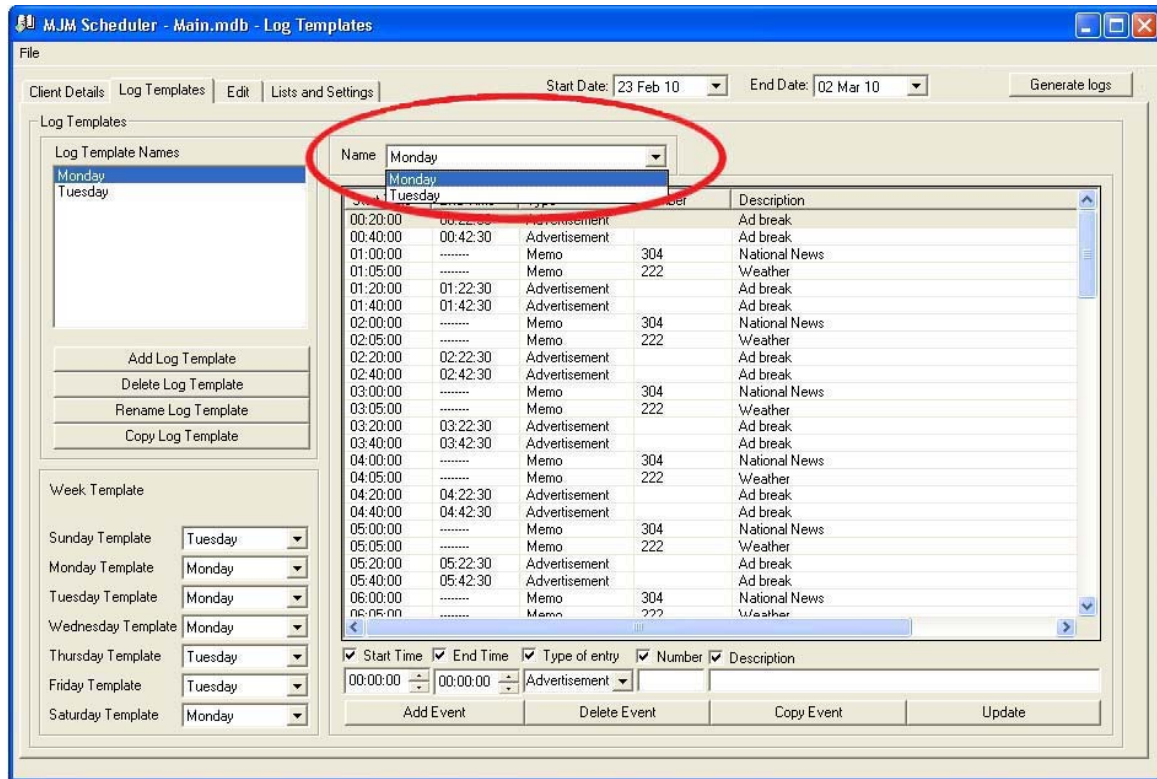 MJM Scheduler - Main.mdb - Log Templates
File
Client Details Log Templates Edit Lists and Settings Start Date: 23 Feb 10 End Date: 02 Mar 10 Generate logs
Log Templates
Log Template Names
Monday
Tuesday
Name Monday
Monday
Tuesday
Description
00:20:00 00:22:30 Advertisement Ad break
00:40:00 00:42:30 Advertisement Ad break
01:00:00 -------- Memo 304 National News
01:05:00 -------- Memo 222 Weather
01:20:00 01:22:30 Advertisement Ad break
01:40:00 01:42:30 Advertisement Ad break
02:00:00 -------- Memo 304 National News
02:05:00 -------- Memo 222 Weather
02:20:00 02:22:30 Advertisement Ad break
02:40:00 02:42:30 Advertisement Ad break
03:00:00 -------- Memo 304 National News
03:05:00 -------- Memo 222 Weather
03:20:00 03:22:30 Advertisement Ad break
03:40:00 03:42:30 Advertisement Ad break
04:00:00 -------- Memo 304 National News
04:05:00 -------- Memo 222 Weather
04:20:00 04:22:30 Advertisement Ad break
04:40:00 04:42:30 Advertisement Ad break
05:00:00 -------- Memo 304 National News
05:05:00 -------- Memo 222 Weather
05:20:00 05:22:30 Advertisement Ad break
05:40:00 05:42:30 Advertisement Ad break
06:00:00 -------- Memo 304 National News
06:05:00 -------- Memo 222 Weather
Add Log Template
Delete Log Template
Rename Log Template
Copy Log Template
Week Template
Sunday Template Tuesday
Monday Template Monday
Tuesday Template Monday
Wednesday Template Monday
Thursday Template Tuesday
Friday Template Tuesday
Saturday Template Monday
Start Time End Time Type of entry Number Description
00:00:00 00:00:00 Advertisement
Add Event Delete Event Copy Event Update